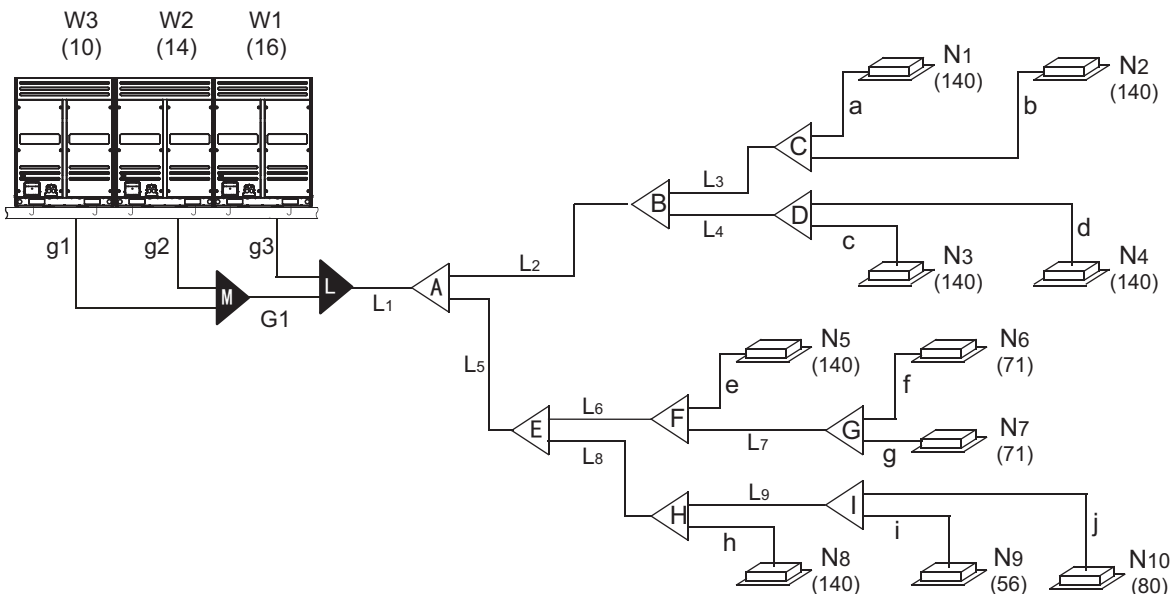 W3 W2 W1
(10) (14) (16)
N1
(140)
N2
(140)
a
b
C
L3
B
D
L4
d
c
g1 g2 g3
N3
(140)
N4
(140)
L2
M
L
A
G1
L1
N5
(140)
N6
(71)
L5
e
f
L6
F
E
L7
G
N7
(71)
g
L8
L9
I
H
i
j
h
N8
(140)
N9
(56)
N10
(80)